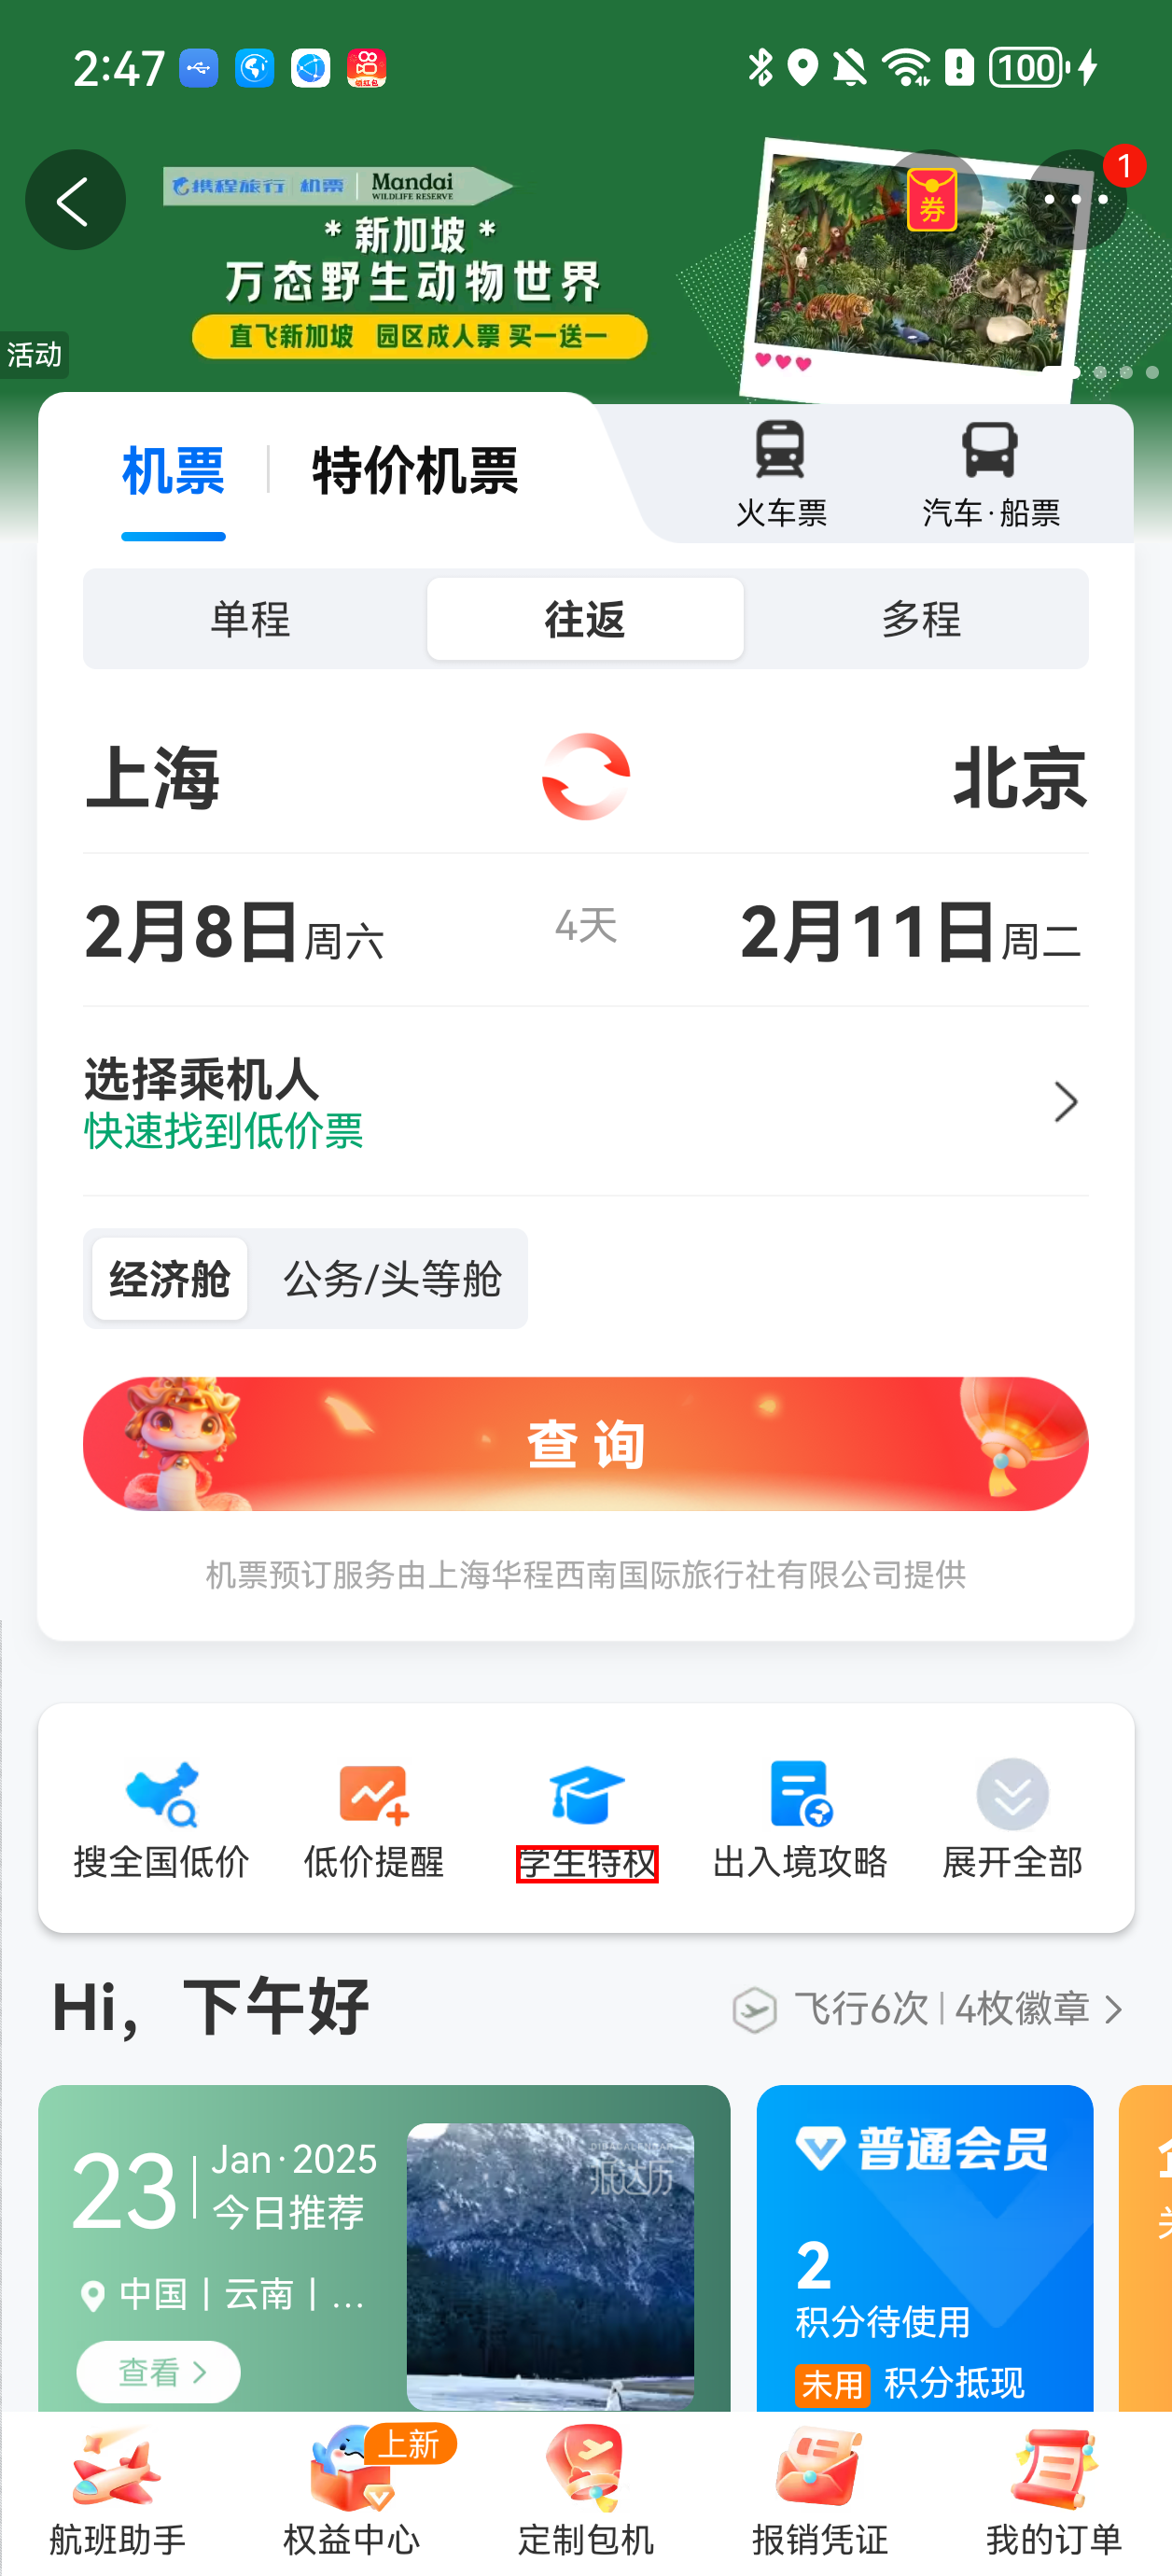 2:47
领红包
100
携程旅行 机票 Mandai
WILDLIFE RESERVE
* 新加坡 *
万态野生动物世界
直飞新加坡 园区成人票 买一送一
券
1
活动
机票 特价机票
火车票 汽车·船票
单程 往返 多程
上海 北京
2月8日周六 4天 2月11日周二
选择乘机人
快速找到低价票
经济舱 公务/头等舱
查 询
机票预订服务由上海华程西南国际旅行社有限公司提供
搜全国低价 低价提醒 学生特权 出入境攻略 展开全部
Hi，下午好
飞行6次 | 4枚徽章
23 Jan·2025
今日推荐
中国 | 云南 | ...
查看
普通会员
2
积分待使用
未用 积分抵现
上新
航班助手 权益中心 定制包机 报销凭证 我的订单